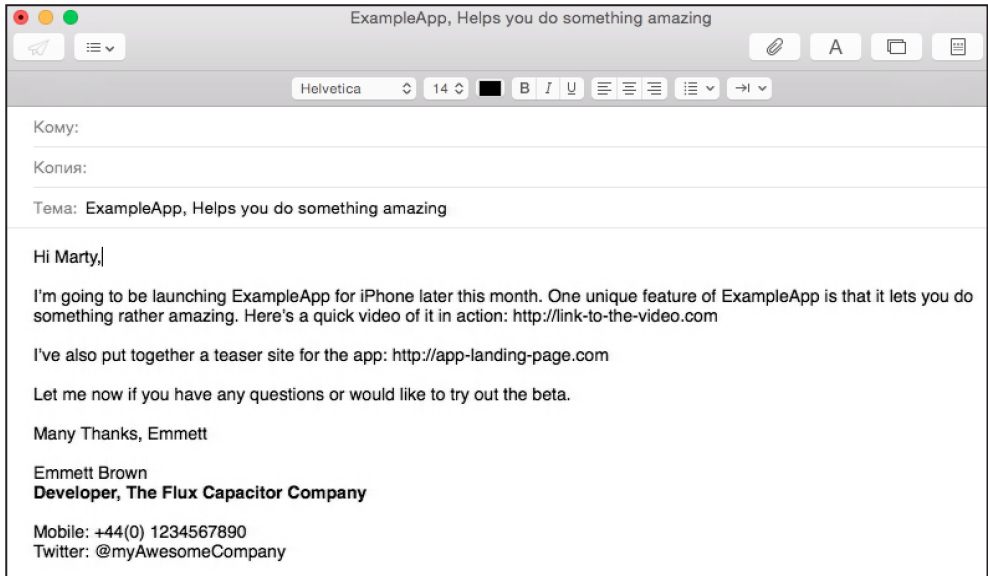 ExampleApp, Helps you do something amazing
Helvetica 14 B I U
Кому:
Копия:
Тема: ExampleApp, Helps you do something amazing
Hi Marty,
I'm going to be launching ExampleApp for iPhone later this month. One unique feature of ExampleApp is that it lets you do
something rather amazing. Here's a quick video of it in action: http://link-to-the-video.com
I've also put together a teaser site for the app: http://app-landing-page.com
Let me now if you have any questions or would like to try out the beta.
Many Thanks, Emmett
Emmett Brown
Developer, The Flux Capacitor Company
Mobile: +44(0) 1234567890
Twitter: @myAwesomeCompany